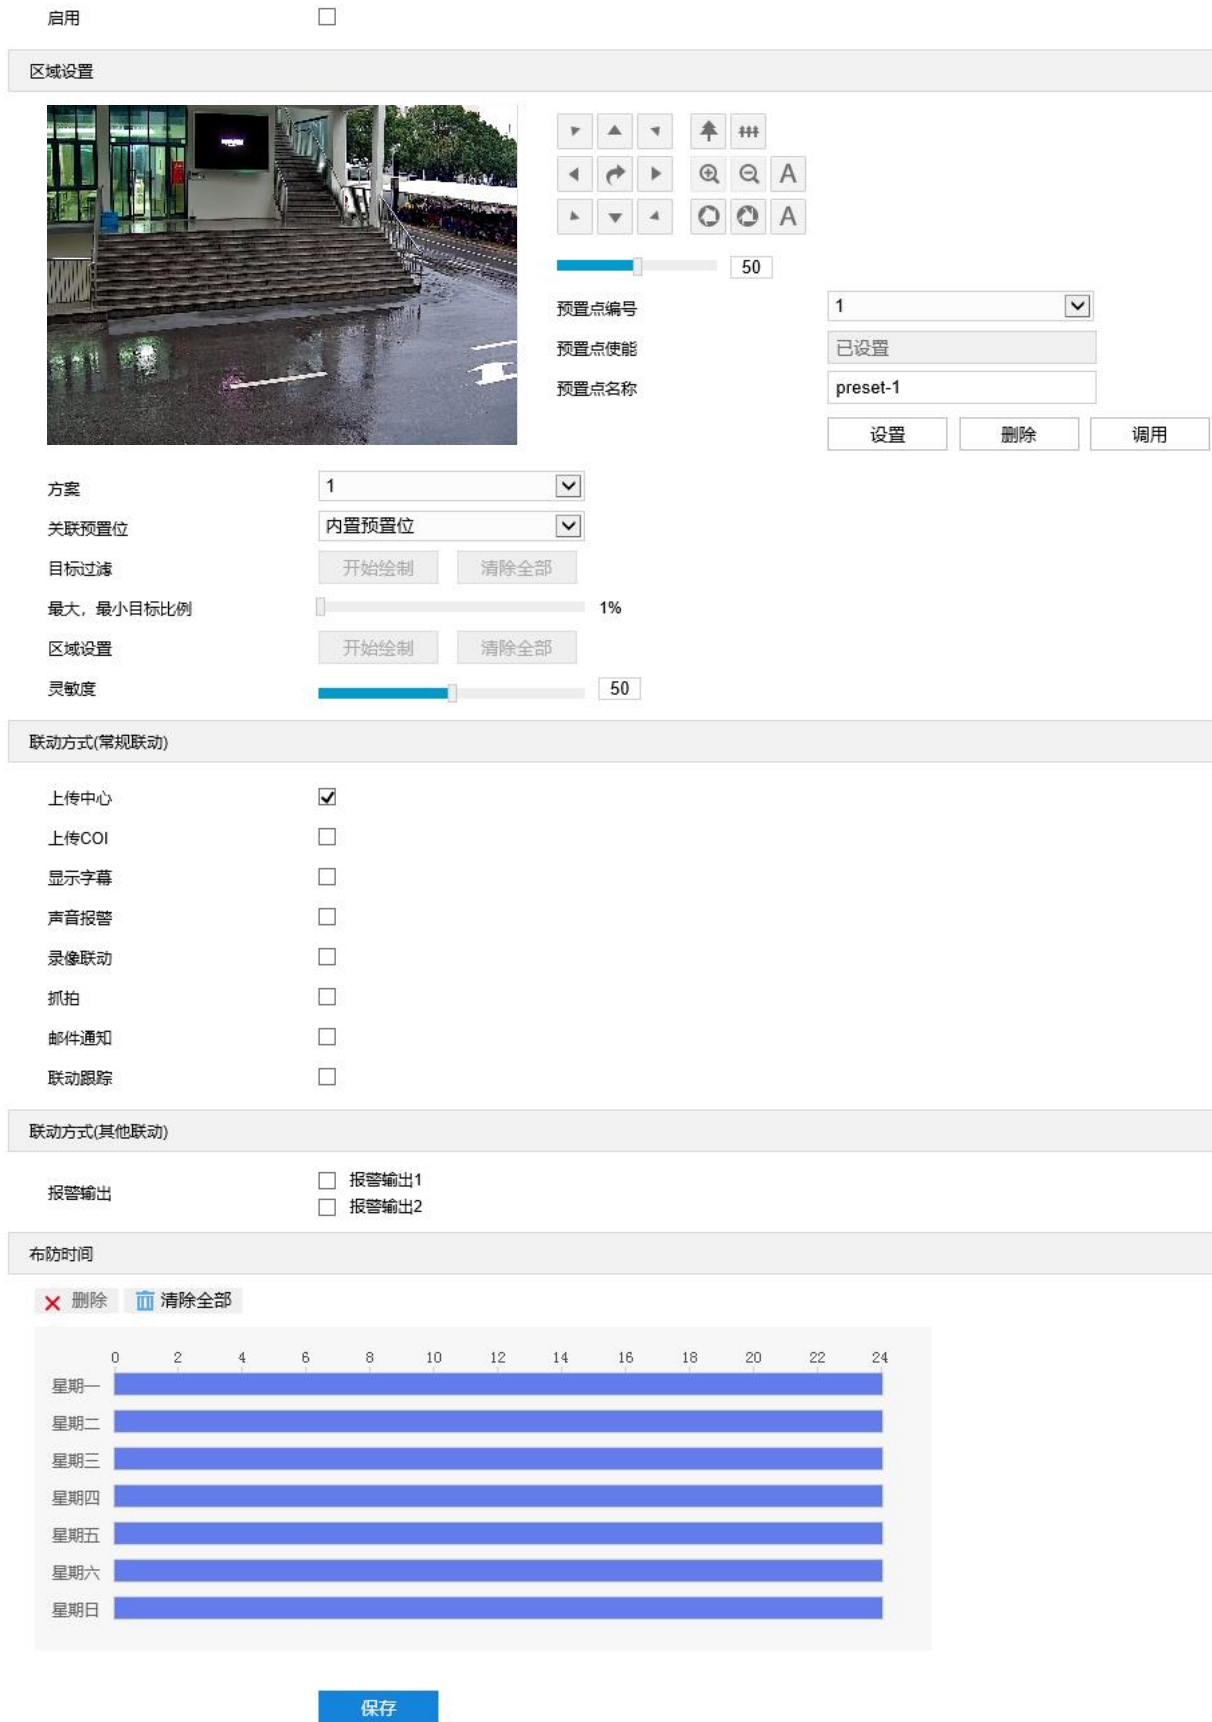 启用
区域设置
A
A
50
预置点编号 1
预置点使能 已设置
预置点名称 preset-1
设置 删除 调用
方案 1
关联预置位 内置预置位
目标过滤 开始绘制 清除全部
最大，最小目标比例 1%
区域设置 开始绘制 清除全部
灵敏度 50
联动方式(常规联动)
上传中心
上传COI
显示字幕
声音报警
录像联动
抓拍
邮件通知
联动跟踪
联动方式(其他联动)
报警输出 报警输出1
报警输出2
布防时间
删除 清除全部
0 2 4 6 8 10 12 14 16 18 20 22 24
星期一
星期二
星期三
星期四
星期五
星期六
星期日
保存